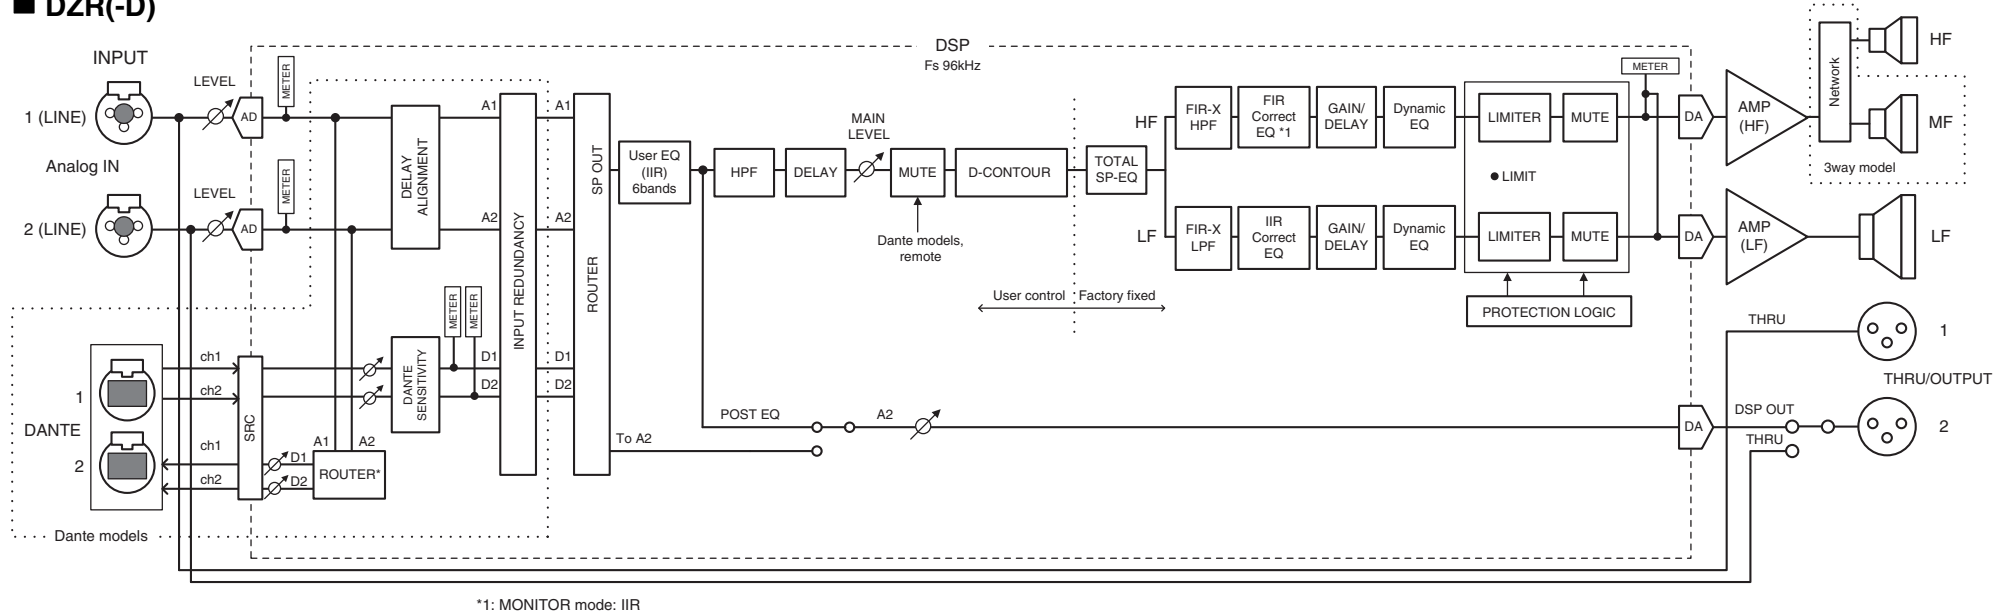 ■ DZR(-D)
INPUT
1 (LINE)
Analog IN
2 (LINE)
LEVEL
AD
METER
LEVEL
AD
METER
DSP
Fs 96kHz
DELAY
ALIGNMENT
A1
A2
INPUT REDUNDANCY
A1
A2
D1
D2
SP OUT
ROUTER
User EQ
(IIR)
6bands
HPF
DELAY
MAIN
LEVEL
MUTE
D-CONTOUR
Dante models,
remote
User control
Factory fixed
TOTAL
SP-EQ
HF
FIR-X
HPF
FIR
Correct
EQ *1
GAIN/
DELAY
Dynamic
EQ
LIMITER
MUTE
METER
DA
AMP
(HF)
Network
HF
MF
3way model
● LIMIT
LF
FIR-X
LPF
IIR
Correct
EQ
GAIN/
DELAY
Dynamic
EQ
LIMITER
MUTE
DA
AMP
(LF)
LF
PROTECTION LOGIC
DANTE
1
2
ch1
ch2
ch1
ch2
SRC
METER
METER
DANTE
SENSITIVITY
D1
D2
A1
A2
D1
D2
ROUTER*
Dante models
POST EQ
A2
To A2
DA
THRU
1
THRU/OUTPUT
DSP OUT
THRU
2
*1: MONITOR mode: IIR